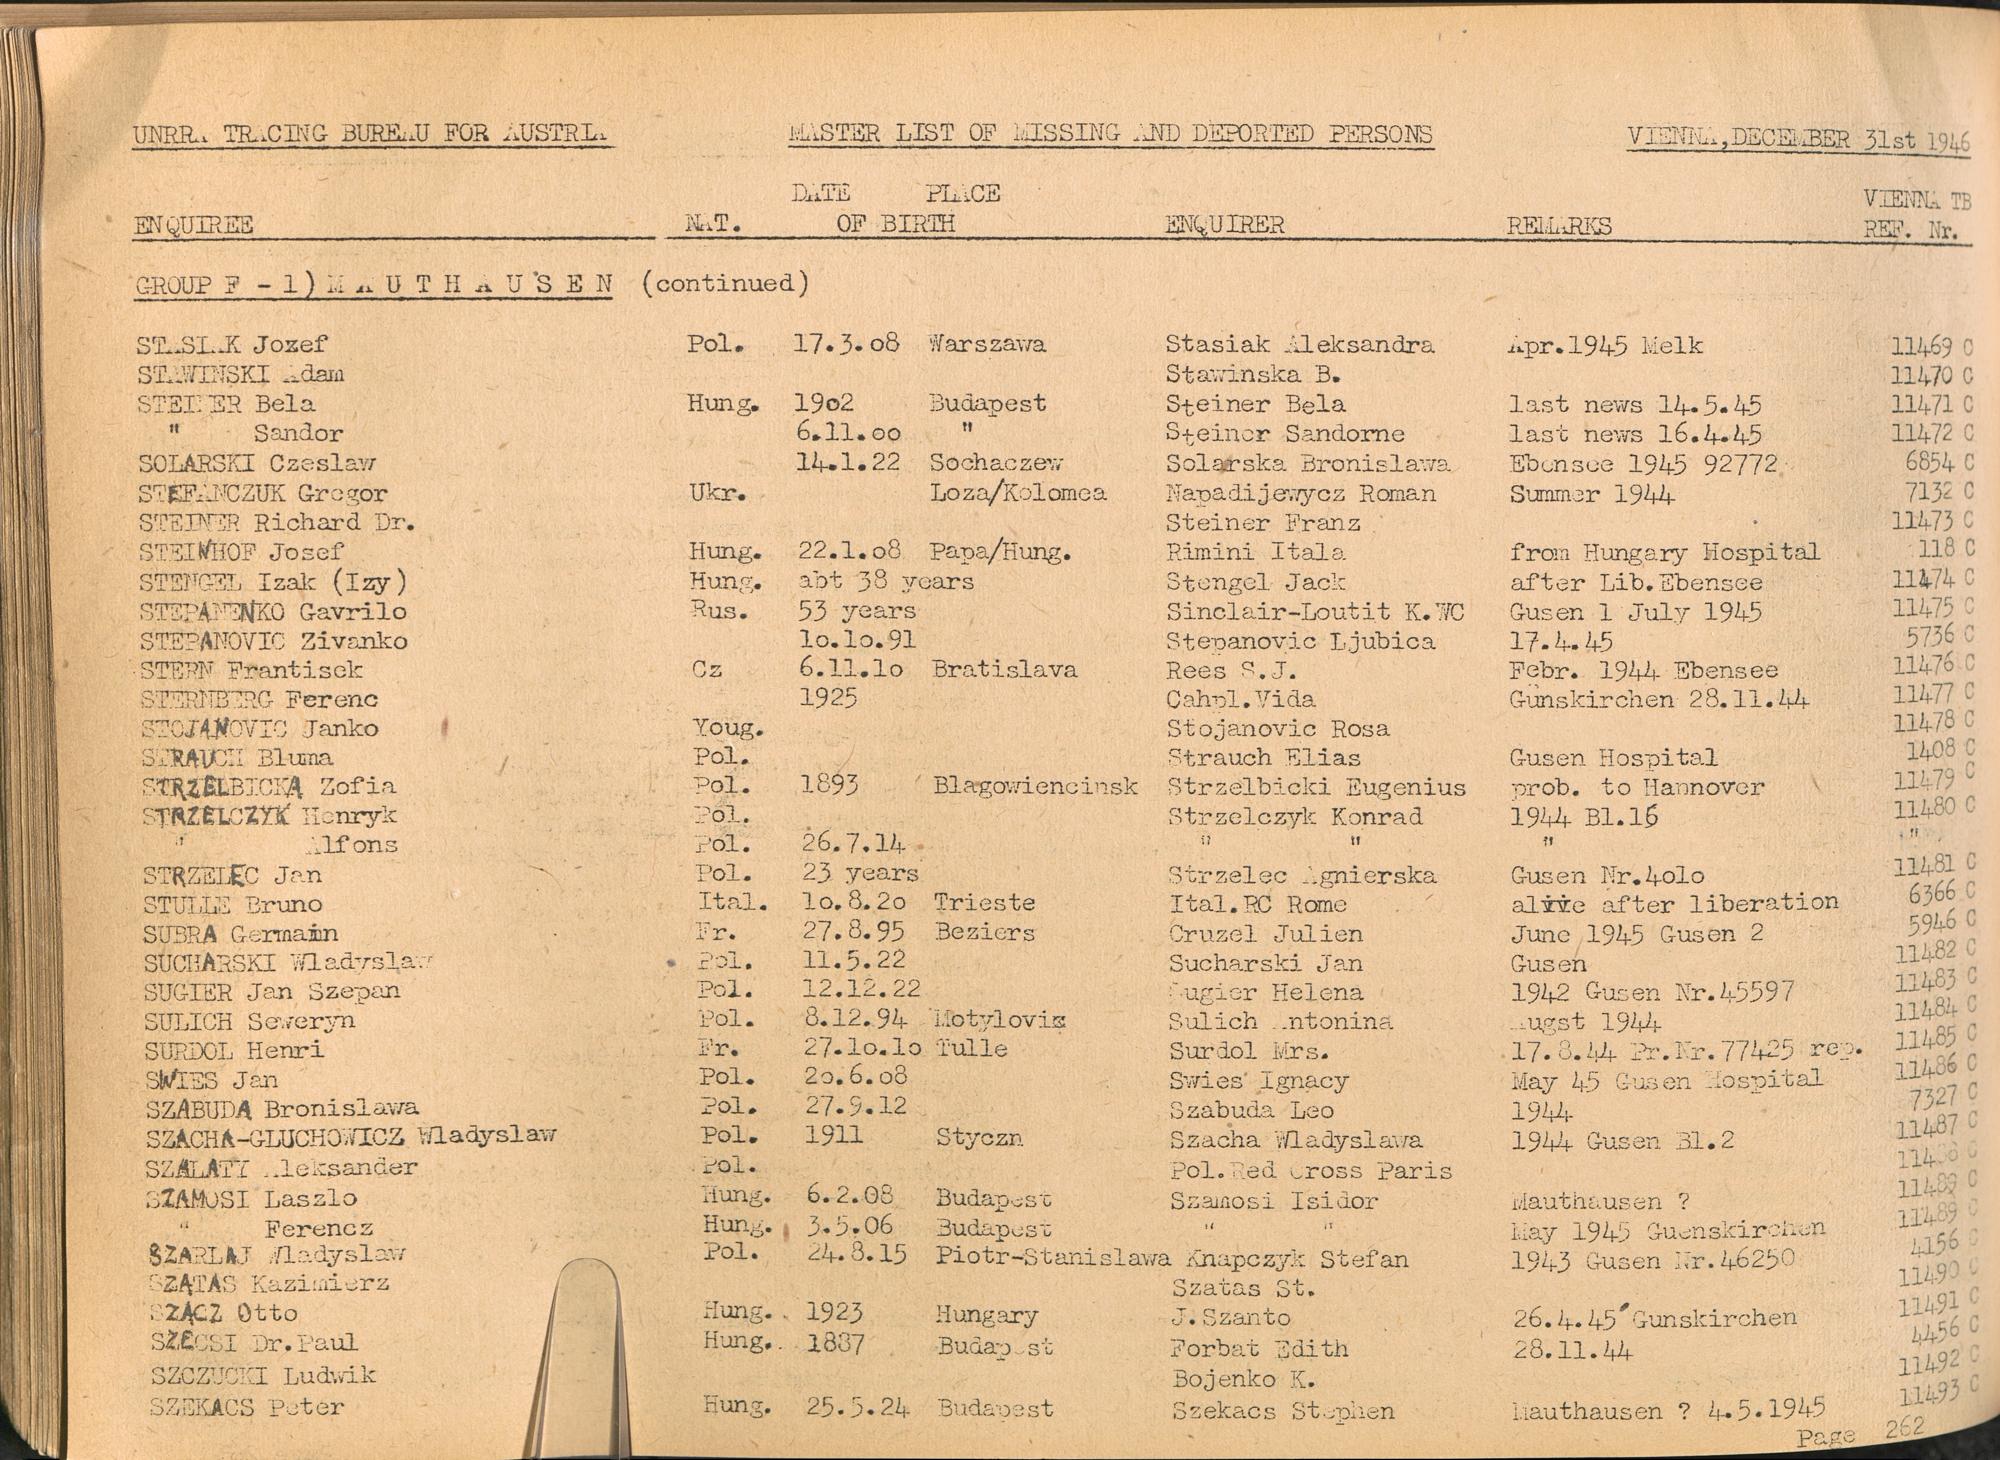 UNRRA TRACING BUREAU FOR AUSTRIA MASTER LIST OF MISSING AND DEPORTED PERSONS VIENNA, DECEMBER 31st 1946
DATE PLACE VIENNA TB
ENQUIREE NAT. OF BIRTH ENQUIRER REMARKS REF. Nr.
GROUP F - 1) M A U T H A U S E N (continued)
STASIAK Jozef Pol. 17.3.08 Warszawa Stasiak Aleksandra Apr.1945 Melk 11469 C
STAWINSKI Adam Stawinska B. 11470 C
STEINER Bela Hung. 1902 Budapest Steiner Bela last news 14.5.45 11471 C
" Sandor 6.11.00 " Steiner Sandorne last news 16.4.45 11472 C
SOLARSKI Czeslaw 14.1.22 Sochaczew Solarska Bronislawa Ebensee 1945 92772 6854 C
STEFANCZUK Gregor Ukr. Loza/Kolomea Napadijewycz Roman Summer 1944 7132 C
STEINER Richard Dr. Steiner Franz 11473 C
STEINHOF Josef Hung. 22.1.08 Papa/Hung. Rimini Itala from Hungary Hospital 118 C
STENGEL Izak (Izy) Hung. abt 38 years Stengel Jack after Lib.Ebensee 11474 C
STEPANENKO Gavrilo Rus. 53 years Sinclair-Loutit K.WC Gusen 1 July 1945 11475 C
STEPANOVIC Zivanko 10.10.91 Stepanovic Ljubica 17.4.45 5736 C
STERN Frantisek Cz 6.11.10 Bratislava Rees S.J. Febr. 1944 Ebensee 11476 C
STERNBERG Ferenc 1925 Cahpl.Vida Günskirchen 28.11.44 11477 C
STOJANOVIC Janko Youg. Stojanovic Rosa 11478 C
STRAUCH Bluma Pol. Strauch Elias Gusen Hospital 1408 C
STRZELBICKA Zofia Pol. 1893 Blagowiencinsk Strzelbicki Eugenius prob. to Hannover 11479 C
STRZELCZYK Henryk Pol. Strzelczyk Konrad 1944 Bl.16 11480 C
" Alfons Pol. 26.7.14 " " " "
STRZELEC Jan Pol. 23 years Strzelec Agnierska Gusen Nr.4010 11481 C
STULLE Bruno Ital. 10.8.20 Trieste Ital.RC Rome alive after liberation 6366 C
SUBRA Germain Fr. 27.8.95 Beziers Cruzel Julien June 1945 Gusen 2 5946 C
SUCHARSKI Wladyslaw Pol. 11.5.22 Sucharski Jan Gusen 11482 C
SUGIER Jan Szepan Pol. 12.12.22 Sugier Helena 1942 Gusen Nr.45597 11483 C
SULICH Seweryn Pol. 8.12.94 Motyloviz Sulich Antonina Augst 1944 11484 C
SURDOL Henri Fr. 27.10.10 Tulle Surdol Mrs. 17.8.44 Pr.Nr.77425 rep. 11485 C
SWIES Jan Pol. 20.6.08 Swies Ignacy May 45 Gusen Hospital 11486 C
SZABUDA Bronislawa Pol. 27.9.12 Szabuda Leo 1944 7327 C
SZACHA-GLUCHOWICZ Wladyslaw Pol. 1911 Styczn Szacha Wladyslawa 1944 Gusen Bl.2 11487 C
SZALATY Aleksander Pol. Pol.Red Cross Paris C
SZAMOSI Laszlo Hung. 6.2.08 Budapest Szamosi Isidor Mauthausen ? 11489 C
" Ferencz Hung. 3.5.06 Budapest " " May 1945 Guenskirchen 11489 C
SZARLAJ Wladyslaw Pol. 24.8.15 Piotr-Stanislawa Knapczyk Stefan 1943 Gusen Nr.46250 4156 C
SZATAS Kazimierz Szatas St. 11490 C
SZACZ Otto Hung. 1923 Hungary J.Szanto 26.4.45 Gunskirchen 11491 C
SZECSI Dr.Paul Hung. 1887 Budapest Forbat Edith 28.11.44 4456 C
SZCZUCKI Ludwik Bojenko K. 11492 C
SZEKACS Peter Hung. 25.5.24 Budapest Szekacs Stephen Mauthausen ? 4.5.1945 11493 C
Page 262